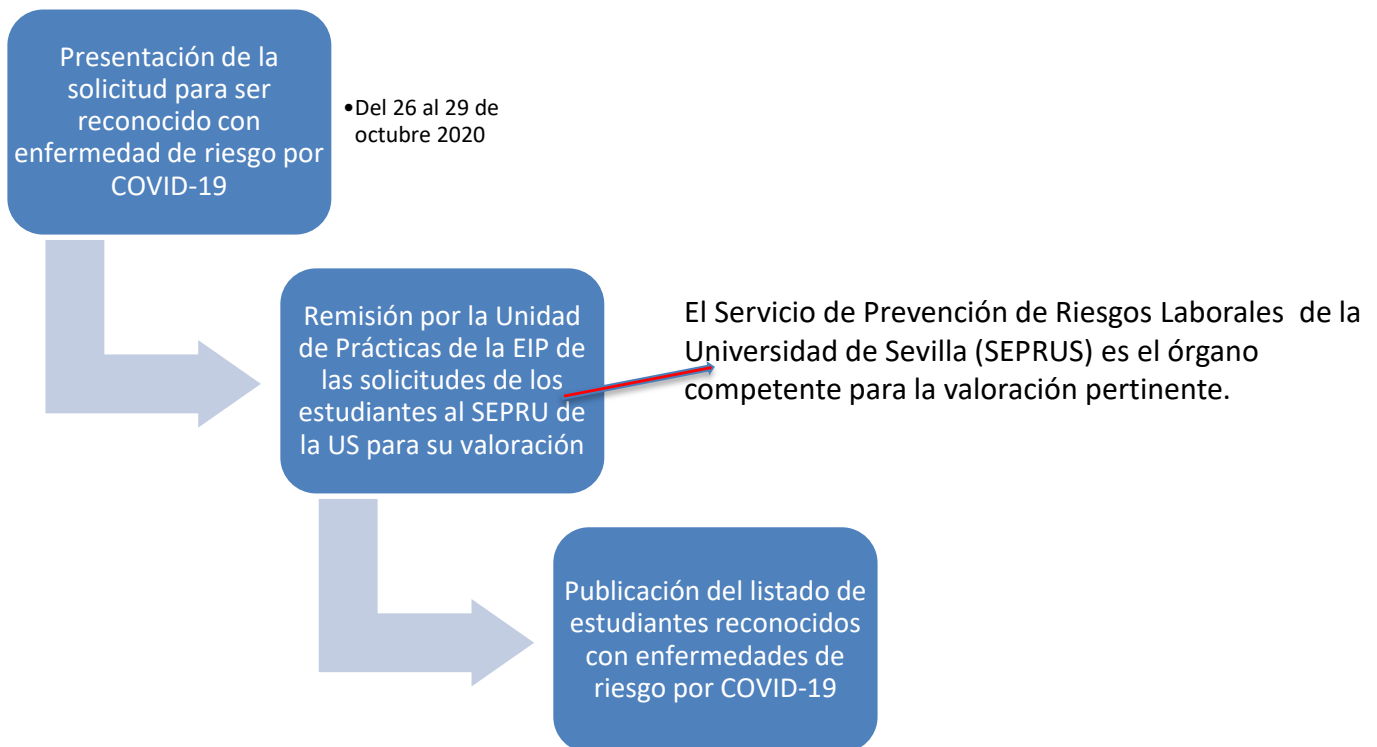 Presentación de la
solicitud para ser
reconocido con
enfermedad de riesgo por
COVID-19
•Del 26 al 29 de
octubre 2020
Remisión por la Unidad
de Prácticas de la EIP de
las solicitudes de los
estudiantes al SEPRU de
la US para su valoración
El Servicio de Prevención de Riesgos Laborales de la
Universidad de Sevilla (SEPRUS) es el órgano
competente para la valoración pertinente.
Publicación del listado de
estudiantes reconocidos
con enfermedades de
riesgo por COVID-19